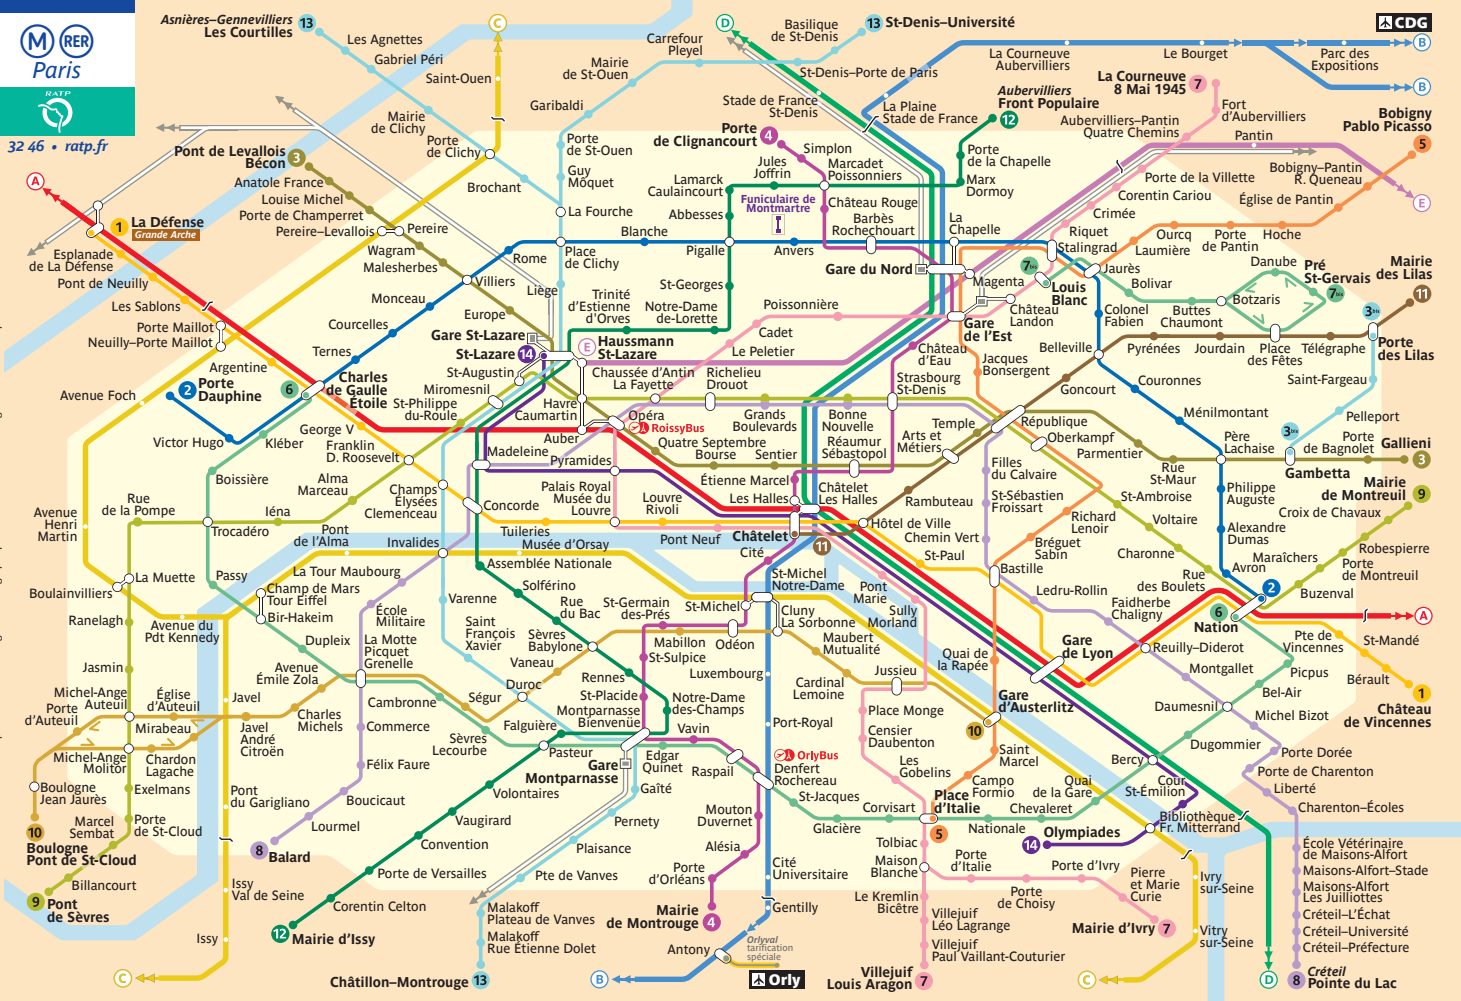 M RER
Paris
RATP
32 46 • ratp.fr
Asnières–Gennevilliers
Les Courtilles
13
Les Agnettes
Gabriel Péri
C
Saint-Ouen
Mairie
de Clichy
Porte
de Clichy
Brochant
Carrefour
Pleyel
Mairie
de St-Ouen
Garibaldi
Porte
de St-Ouen
Guy
Môquet
La Fourche
Place
de Clichy
D
Basilique
de St-Denis
13
St-Denis–Université
St-Denis–Porte de Paris
Stade de France
St-Denis
La Plaine
Stade de France
La Courneuve
Aubervilliers
Le Bourget
Parc des
Expositions
CDG
B
B
La Courneuve
8 Mai 1945
7
Fort
d'Aubervilliers
Aubervilliers–Pantin
Quatre Chemins
Pantin
Aubervilliers
Front Populaire
12
Porte
de la Chapelle
Marx
Dormoy
Bobigny
Pablo Picasso
5
Bobigny–Pantin
R. Queneau
Église de Pantin
E
Porte de la Villette
Corentin Cariou
Crimée
Riquet
Stalingrad
Ourcq
Laumière
Porte
de Pantin
Hoche
Porte
de Clignancourt
4
Simplon
Jules
Joffrin
Marcadet
Poissonniers
Lamarck
Caulaincourt
Funiculaire de
Montmartre
Château Rouge
Barbès
Rochechouart
La
Chapelle
Abbesses
Blanche
Pigalle
Anvers
Gare du Nord
Magenta
Pont de Levallois
Bécon
3
Anatole France
Louise Michel
Porte de Champerret
Pereire–Levallois
Pereire
Wagram
Malesherbes
Rome
Villiers
Monceau
Courcelles
Ternes
Europe
Liège
A
1
La Défense
Grande Arche
Esplanade
de La Défense
Pont de Neuilly
Les Sablons
Porte Maillot
Neuilly–Porte Maillot
Argentine
Avenue Foch
2
Porte
Dauphine
6
Charles
de Gaulle
Étoile
Victor Hugo
Kléber
Boissière
George V
Franklin
D. Roosevelt
St-Georges
Trinité
d'Estienne
d'Orves
Notre-Dame
de-Lorette
Gare St-Lazare
St-Lazare
14
E
Haussmann
St-Lazare
St-Augustin
Miromesnil
St-Philippe
du-Roule
Havre
Caumartin
Auber
Chaussée d'Antin
La Fayette
Poissonnière
Cadet
Le Peletier
Richelieu
Drouot
Grands
Boulevards
Bonne
Nouvelle
Strasbourg
St-Denis
Château
d'Eau
Gare
de l'Est
Château
Landon
Louis
Blanc
7bis
Jaurès
Bolivar
Buttes
Chaumont
Botzaris
Danube
Pré
St-Gervais
7bis
Place
des Fêtes
Mairie
des Lilas
11
3bis
Porte
des Lilas
Télégraphe
Jourdain
Pyrénées
Belleville
Colonel
Fabien
Jacques
Bonsergent
Goncourt
Couronnes
Ménilmontant
Saint-Fargeau
Pelleport
3bis
Gambetta
Porte
de Bagnolet
Gallieni
3
Père
Lachaise
Rue
St-Maur
Parmentier
Oberkampf
République
Temple
Arts et
Métiers
Réaumur
Sébastopol
Opéra
RoissyBus
Quatre Septembre
Bourse
Sentier
Madeleine
Pyramides
Étienne Marcel
Les Halles
Châtelet
Les Halles
Rambuteau
Filles
du Calvaire
St-Sébastien
Froissart
Chemin Vert
St-Ambroise
Voltaire
Charonne
Richard
Lenoir
Bréguet
Sabin
Philippe
Auguste
Alexandre
Dumas
Maraîchers
Avron
Mairie
de Montreuil
9
Croix de Chavaux
Robespierre
Porte
de Montreuil
Buzenval
Rue
des Boulets
2
6
Nation
A
Rue
de la Pompe
Iéna
Alma
Marceau
Champs
Élysées
Clemenceau
Concorde
Palais Royal
Musée du
Louvre
Louvre
Rivoli
Tuileries
Pont Neuf
Châtelet
11
Hôtel de Ville
St-Paul
Bastille
Avenue
Henri
Martin
Trocadéro
Pont
de l'Alma
Invalides
Musée d'Orsay
Assemblée Nationale
Cité
La Muette
Boulainvilliers
Passy
Champ de Mars
Tour Eiffel
Bir-Hakeim
La Tour Maubourg
École
Militaire
Varenne
Solférino
Rue
du Bac
St-Germain
des-Prés
St-Michel
Notre-Dame
St-Michel
Cluny
La Sorbonne
Maubert
Mutualité
Pont
Marie
Sully
Morland
Ledru-Rollin
Faidherbe
Chaligny
Reuilly–Diderot
Gare
de Lyon
Quai de
la Rapée
Gare
d'Austerlitz
10
Ranelagh
Avenue du
Pdt Kennedy
Dupleix
La Motte
Picquet
Grenelle
Saint
François
Xavier
Sèvres
Babylone
Vaneau
Duroc
Rennes
St-Sulpice
Mabillon
Odéon
Luxembourg
Cardinal
Lemoine
Jussieu
Place Monge
Censier
Daubenton
Pte de
Vincennes
St-Mandé
Bérault
1
Château
de Vincennes
Picpus
Bel-Air
Montgallet
Daumesnil
Michel Bizot
Dugommier
Porte Dorée
Porte de Charenton
Liberté
Charenton–Écoles
Jasmin
Michel-Ange
Auteuil
Porte
d'Auteuil
Église
d'Auteuil
Mirabeau
Javel
Javel
André
Citroën
Avenue
Émile Zola
Charles
Michels
Cambronne
Ségur
Commerce
Félix Faure
Sèvres
Lecourbe
Falguière
Pasteur
St-Placide
Montparnasse
Bienvenüe
Notre-Dame
des-Champs
Vavin
Edgar
Quinet
Raspail
Port-Royal
OrlyBus
Denfert
Rochereau
Gare
Montparnasse
Michel-Ange
Molitor
Chardon
Lagache
Boulogne
Jean Jaurès
10
Boulogne
Pont de St-Cloud
Exelmans
Marcel
Sembat
Porte
de St-Cloud
Billancourt
9
Pont
de Sèvres
Pont
du Garigliano
Boucicaut
Lourmel
8
Balard
Volontaires
Vaugirard
Convention
Porte de Versailles
Corentin Celton
12
Mairie d'Issy
Issy
Val de Seine
Issy
C
Gaîté
Pernety
Plaisance
Pte de Vanves
Malakoff
Plateau de Vanves
Malakoff
Rue Étienne Dolet
Châtillon–Montrouge
13
Mouton
Duvernet
Alésia
Porte
d'Orléans
Mairie
de Montrouge
4
Cité
Universitaire
Gentilly
Antony
Orlyval
tarification
spéciale
Orly
B
St-Jacques
Glacière
Corvisart
Les
Gobelins
Place
d'Italie
5
Campo
Formio
Saint
Marcel
Nationale
Chevaleret
Quai
de la Gare
Bercy
Cour
St-Émilion
Bibliothèque
Fr. Mitterrand
Olympiades
14
Tolbiac
Maison
Blanche
Porte
d'Italie
Porte
de Choisy
Porte d'Ivry
Pierre
et Marie
Curie
Mairie d'Ivry
7
Le Kremlin
Bicêtre
Villejuif
Léo Lagrange
Villejuif
Paul Vaillant-Couturier
Villejuif
Louis Aragon
7
Ivry
sur-Seine
Vitry
sur-Seine
C
D
École Vétérinaire
de Maisons-Alfort
Maisons-Alfort–Stade
Maisons-Alfort
Les Juilliottes
Créteil–L'Échat
Créteil–Université
Créteil–Préfecture
8
Créteil
Pointe du Lac